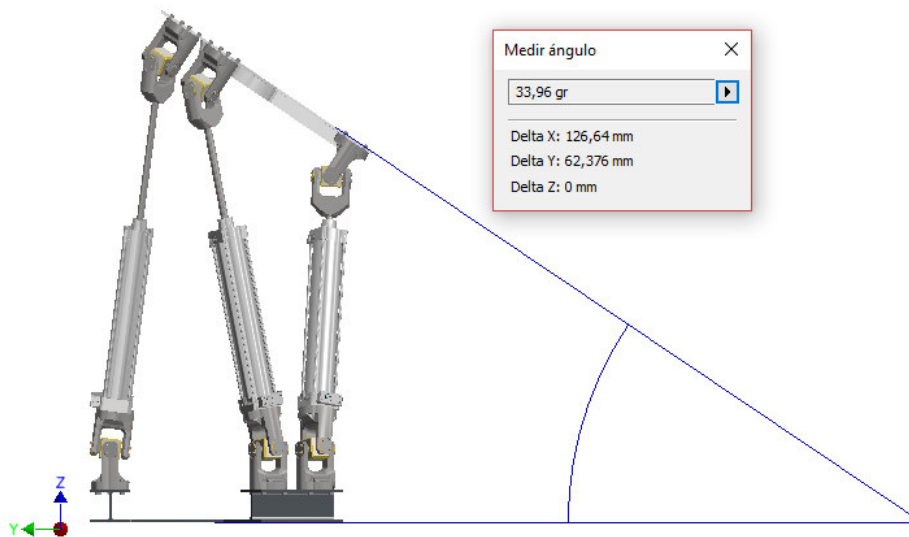 Medir ángulo
33,96 gr
Delta X: 126,64 mm
Delta Y: 62,376 mm
Delta Z: 0 mm
Z
Y